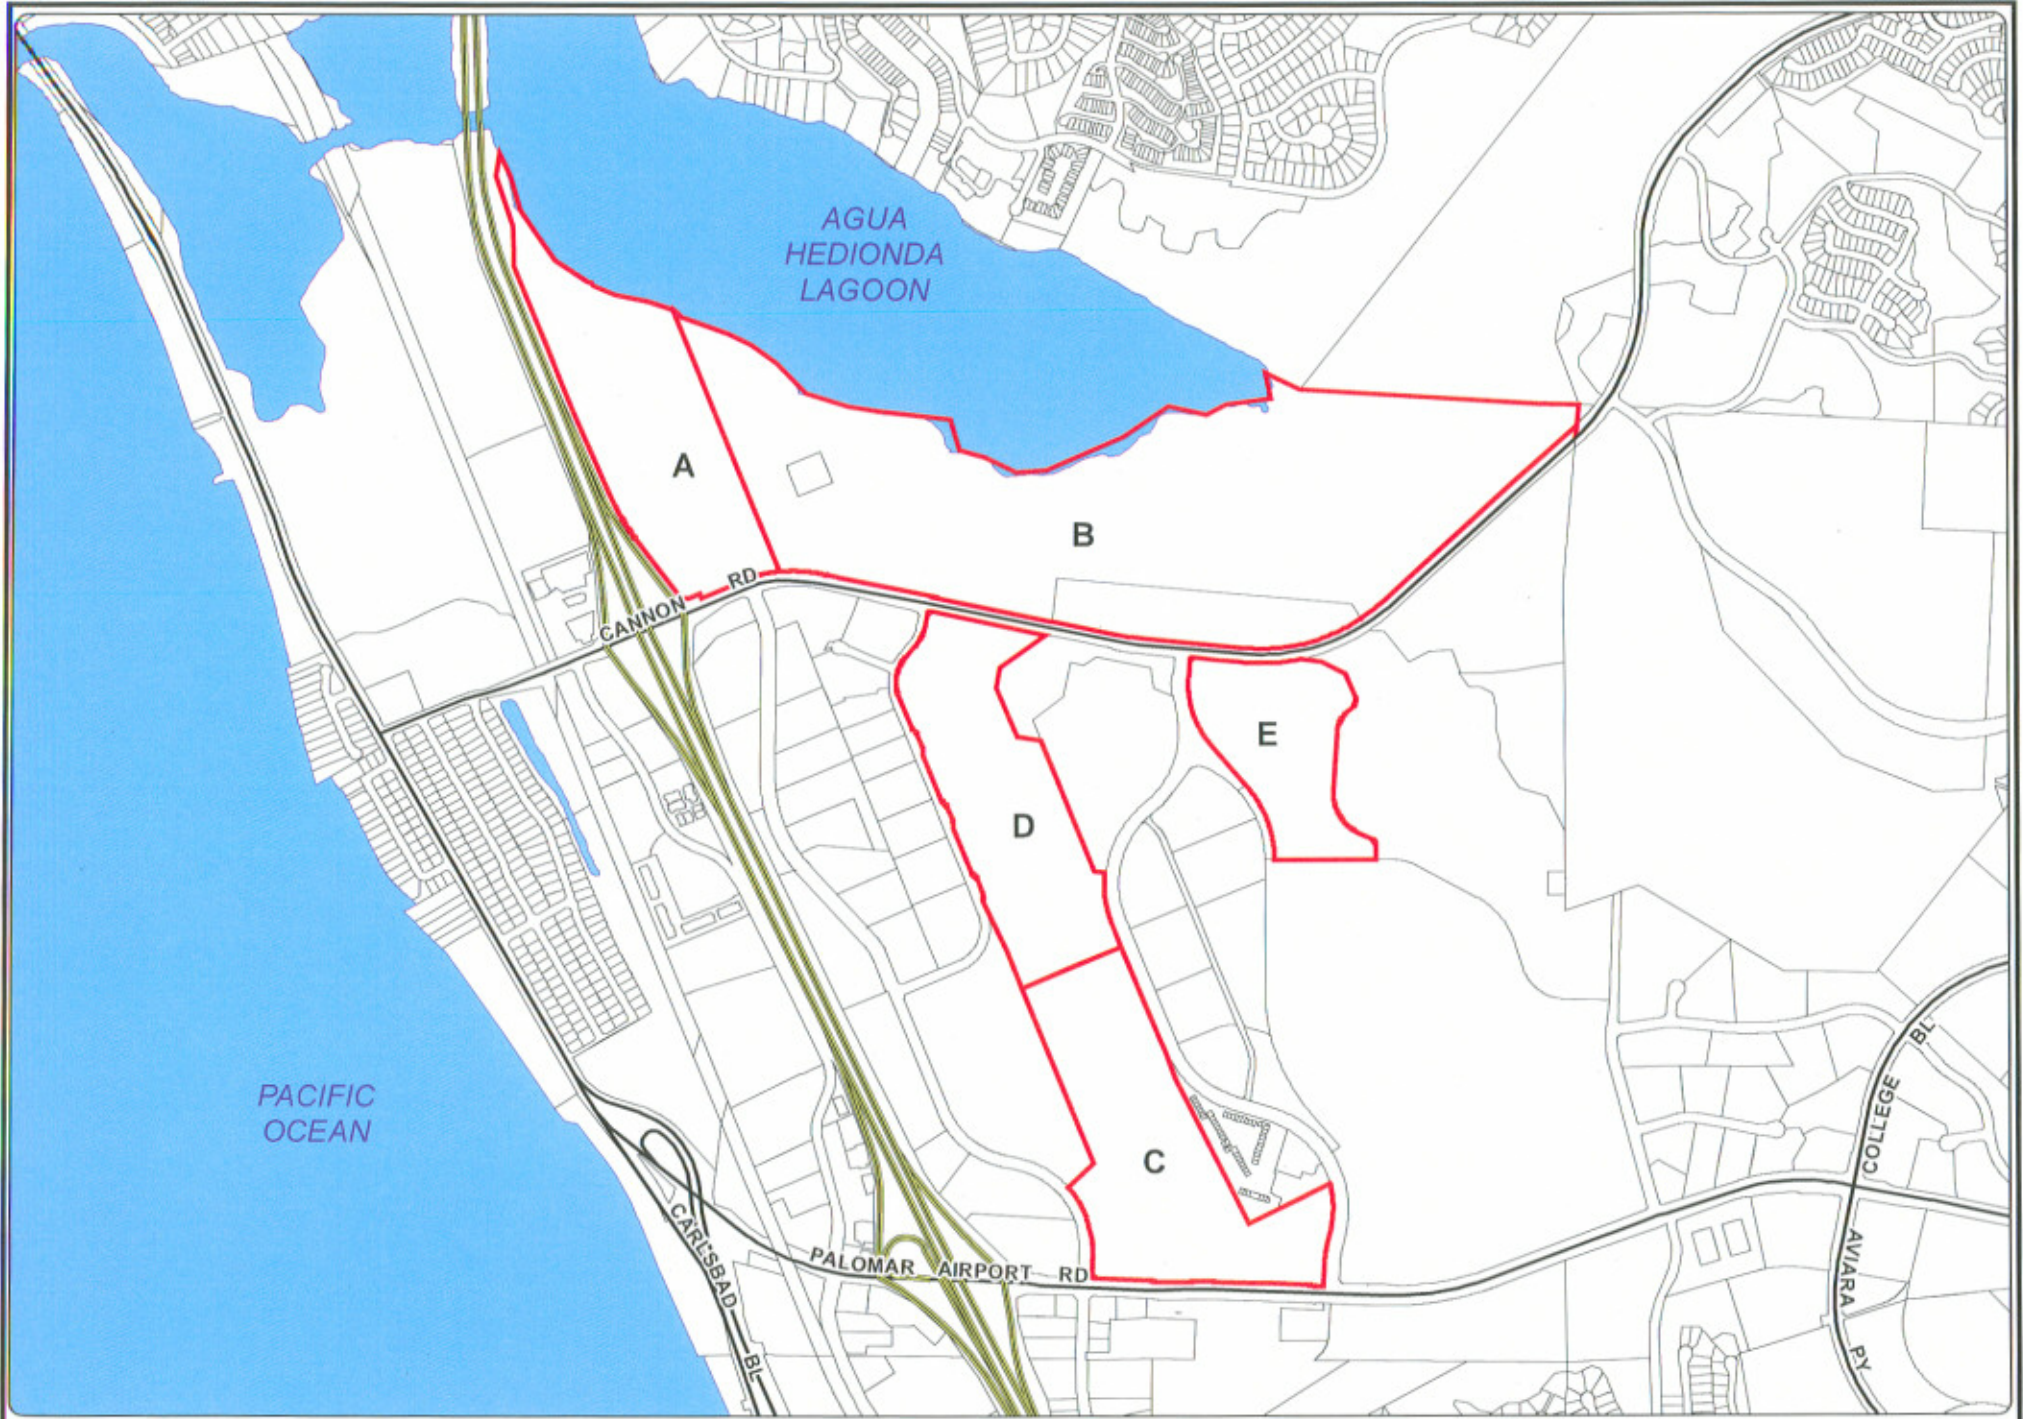 AGUA
HEDIONDA
LAGOON
A
B
CANNON RD
E
D
PACIFIC
OCEAN
C
COLLEGE BL
CARLSBAD BL
PALOMAR AIRPORT RD
AVIARA PY